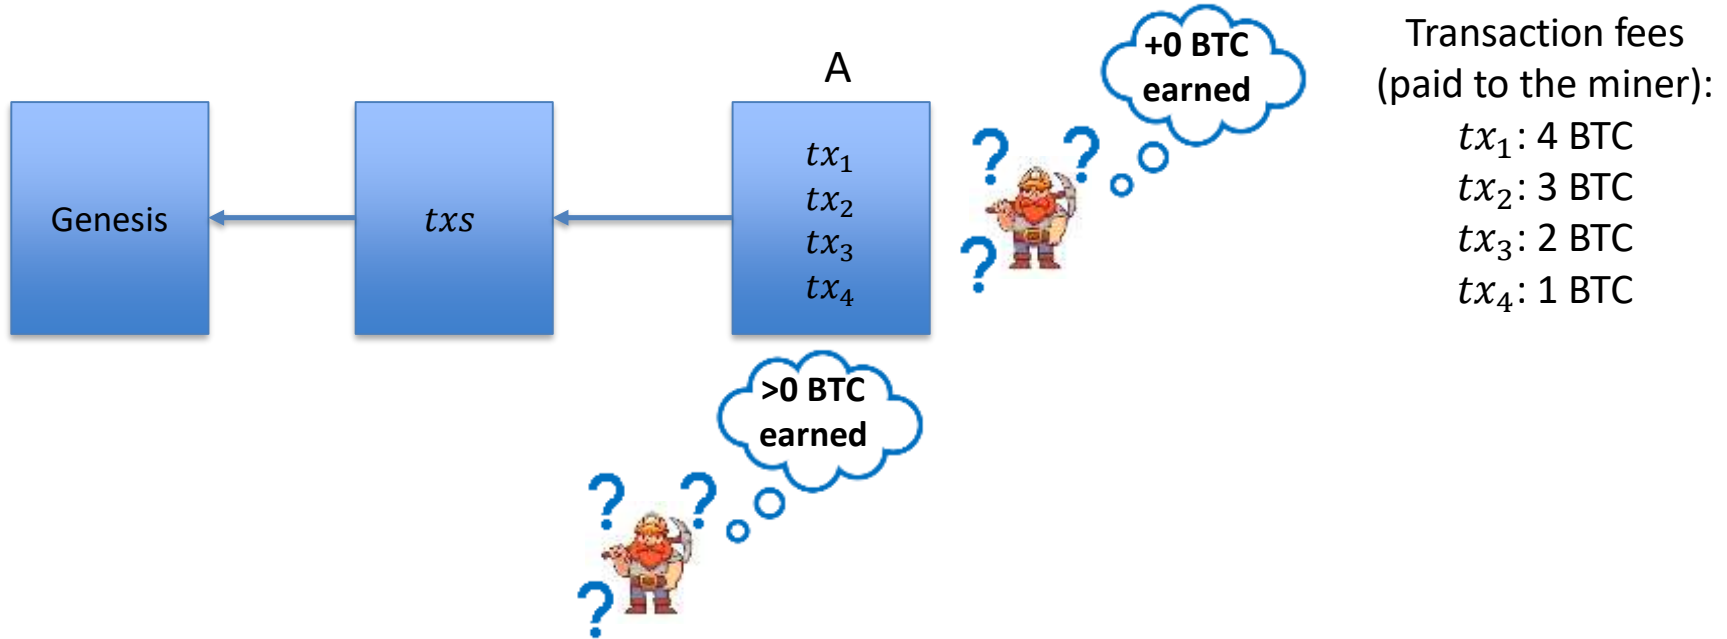 A
Genesis
txs
tx₁
tx₂
tx₃
tx₄
? ? ?
+0 BTC
earned
Transaction fees
(paid to the miner):
tx₁: 4 BTC
tx₂: 3 BTC
tx₃: 2 BTC
tx₄: 1 BTC
>0 BTC
earned
? ? ?